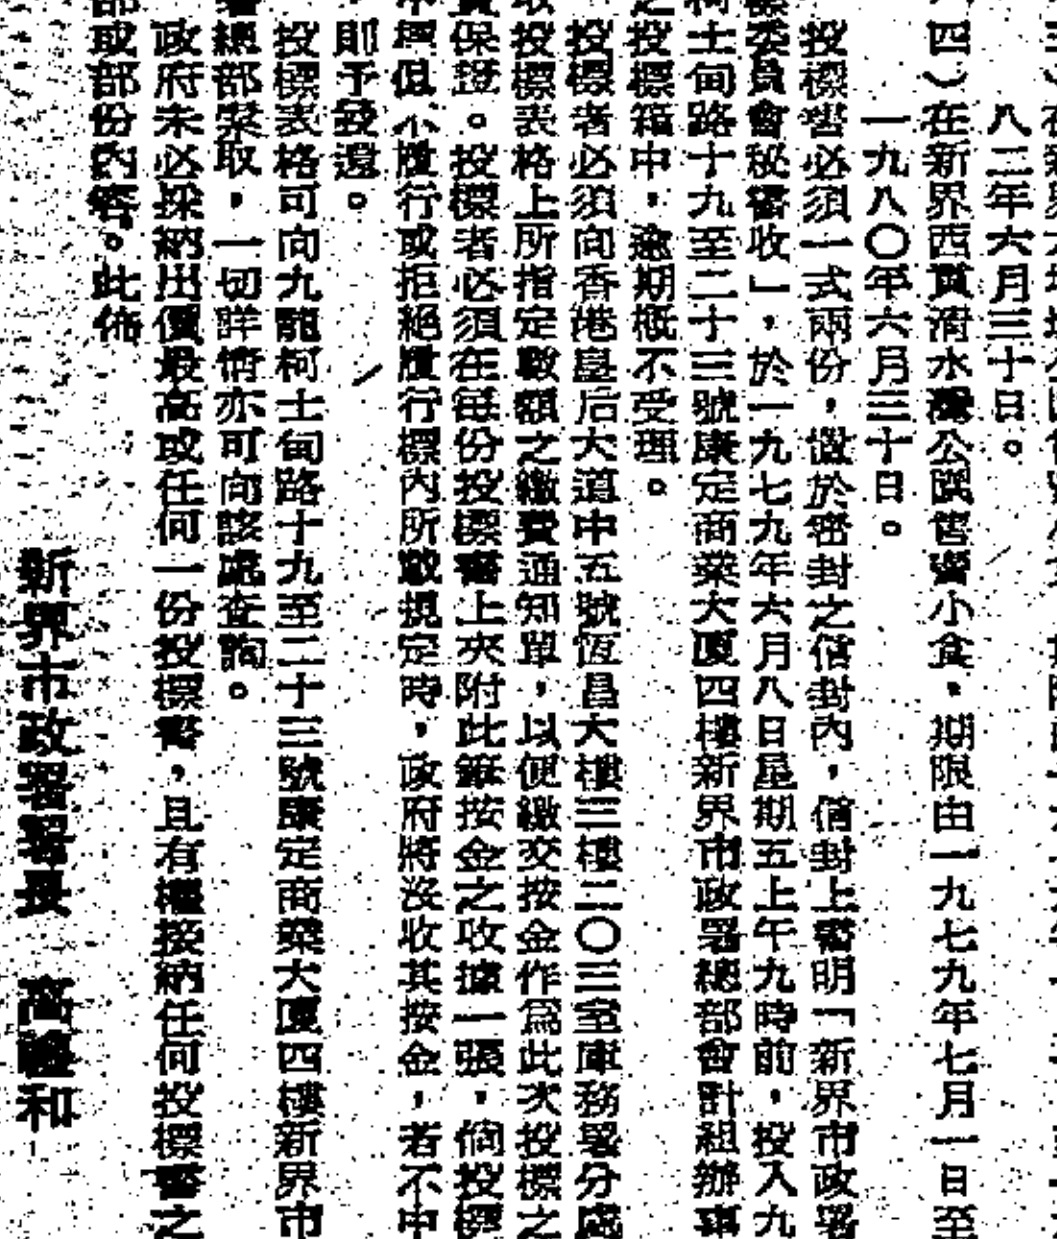 八二年六月三十日。
四）在新界西貢清水灣公園售賣小食，期限由一九七九年七月一日至
一九八〇年六月三十日。
投標書必須一式兩份，緘於密封之信封內，信封上書明「新界市政署
標委員會秘書收」，於一九七九年六月八日星期五上午九時前，投入九
柯士甸路十九至二十三號康定商業大廈四樓新界市政署總部會計組辦事
之投標箱中，逾期概不受理。
投標者必須向香港皇后大道中五號恆昌大樓三樓二〇三室庫務署分處
取投標表格上所指定數額之繳費通知單，以便繳交按金作為此次投標之
保證。投標者必須在每份投標書上夾附此筆按金之收據一張，倘投標
但不履行或拒絕履行標內所載規定時，政府將沒收其按金，者不中
則予發還。
投標表格可向九龍柯士甸路十九至二十三號康定商業大廈四樓新界市
署總部索取，一切詳情亦可向該處查詢。
政府未必採納出價最高或任何一份投標書，且有權接納任何投標書之
部或部份內容。此佈
新界市政署署長　高禮和